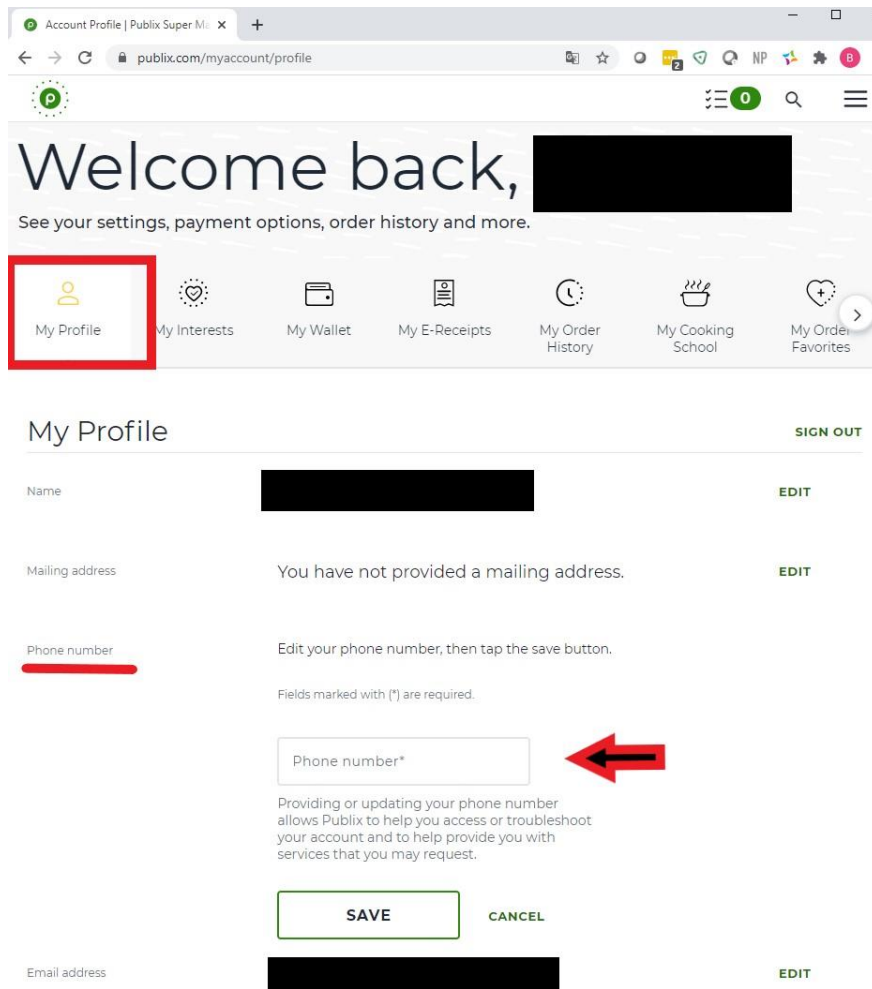 Account Profile | Publix Super Ma
publix.com/myaccount/profile
2
NP
B
p
0
Welcome back,
See your settings, payment options, order history and more.
My Profile
My Interests
My Wallet
My E-Receipts
My Order
History
My Cooking
School
My Order
Favorites
My Profile
SIGN OUT
Name
EDIT
Mailing address
You have not provided a mailing address.
EDIT
Phone number
Edit your phone number, then tap the save button.
Fields marked with (*) are required.
Phone number*
Providing or updating your phone number
allows Publix to help you access or troubleshoot
your account and to help provide you with
services that you may request.
SAVE
CANCEL
Email address
EDIT